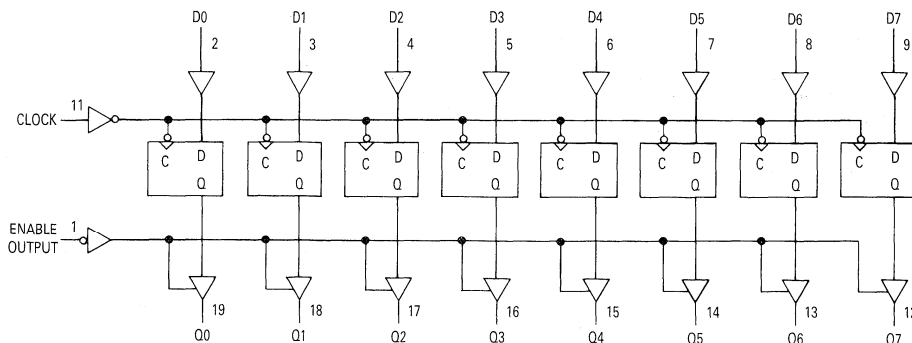 D0 D1 D2 D3 D4 D5 D6 D7
2 3 4 5 6 7 8 9
CLOCK 11
C D C D C D C D C D C D C D C D
Q Q Q Q Q Q Q Q
ENABLE OUTPUT 1
19 18 17 16 15 14 13 12
Q0 Q1 Q2 Q3 Q4 Q5 Q6 Q7